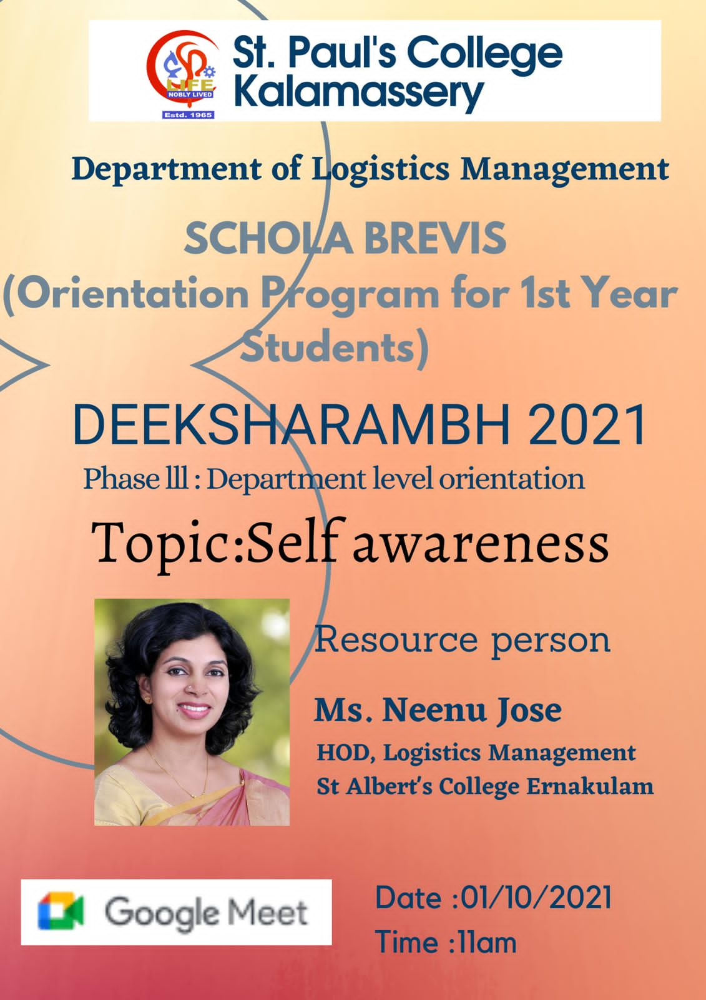 LIFE
NOBLY LIVED
Estd. 1965
St. Paul's College
Kalamassery
Department of Logistics Management
SCHOLA BREVIS
(Orientation Program for 1st Year
Students)
DEEKSHARAMBH 2021
Phase lll : Department level orientation
Topic:Self awareness
Resource person
Ms. Neenu Jose
HOD, Logistics Management
St Albert's College Ernakulam
Google Meet
Date :01/10/2021
Time :11am